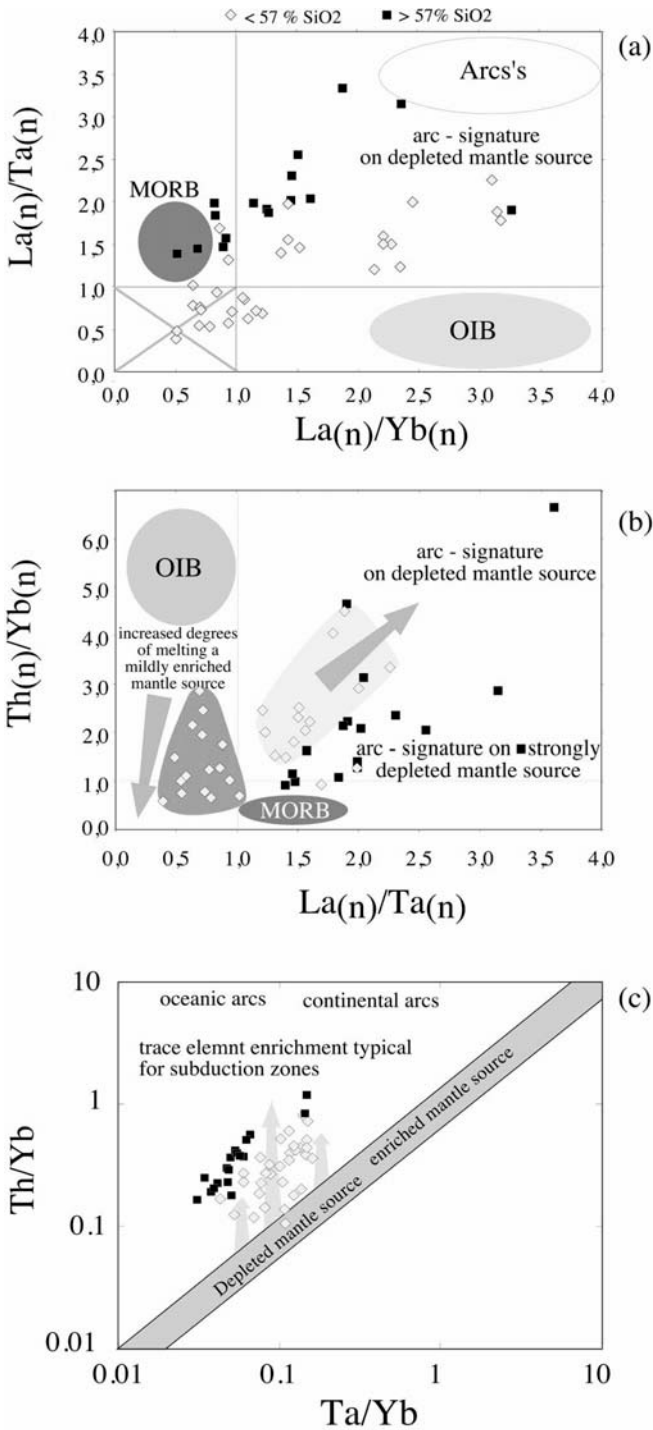 < 57 % SiO2 > 57% SiO2
(a)
4,0
3,5
3,0
2,5
2,0
1,5
1,0
0,5
0,0
La(n)/Ta(n)
Arcs's
arc - signature
on depleted mantle source
MORB
OIB
0,0 0,5 1,0 1,5 2,0 2,5 3,0 3,5 4,0
La(n)/Yb(n)
(b)
6,0
5,0
4,0
3,0
2,0
1,0
0,0
Th(n)/Yb(n)
OIB
increased degrees
of melting a
mildly enriched
mantle source
arc - signature
on depleted mantle source
arc - signature on strongly
depleted mantle source
MORB
0,0 0,5 1,0 1,5 2,0 2,5 3,0 3,5 4,0
La(n)/Ta(n)
(c)
10
1
0.1
0.01
Th/Yb
oceanic arcs continental arcs
trace elemnt enrichment typical
for subduction zones
Depleted mantle source enriched mantle source
0.01 0.1 1 10
Ta/Yb